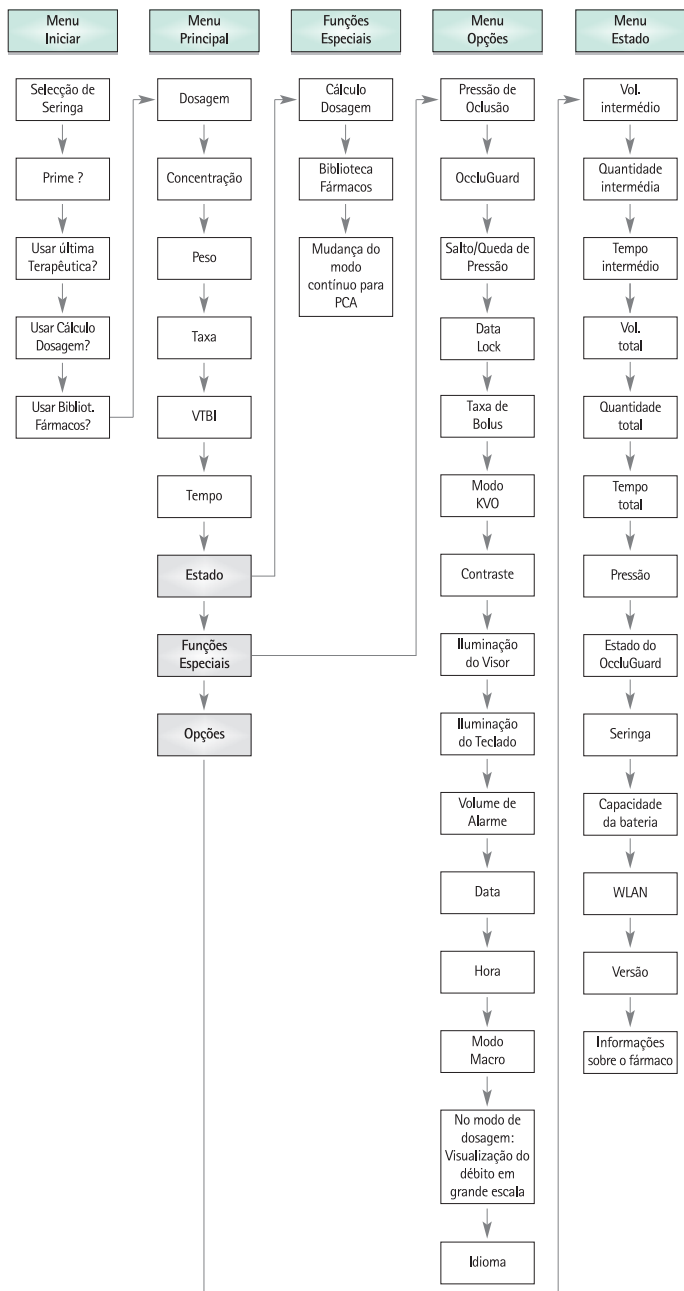 Menu
Iniciar
Selecção de
Seringa
Prime ?
Usar última
Terapêutica?
Usar Cálculo
Dosagem?
Usar Bibliot.
Fármacos?
Menu
Principal
Dosagem
Concentração
Peso
Taxa
VTBI
Tempo
Estado
Funções
Especiais
Opções
Funções
Especiais
Cálculo
Dosagem
Biblioteca
Fármacos
Mudança do
modo
contínuo para
PCA
Menu
Opções
Pressão de
Oclusão
OccluGuard
Salto/Queda de
Pressão
Data
Lock
Taxa de
Bolus
Modo
KVO
Contraste
Iluminação
do Visor
Iluminação
do Teclado
Volume de
Alarme
Data
Hora
Modo
Macro
No modo de
dosagem:
Visualização do
débito em
grande escala
Idioma
Menu
Estado
Vol.
intermédio
Quantidade
intermédia
Tempo
intermédio
Vol.
total
Quantidade
total
Tempo
total
Pressão
Estado do
OccluGuard
Seringa
Capacidade
da bateria
WLAN
Versão
Informações
sobre o fármaco